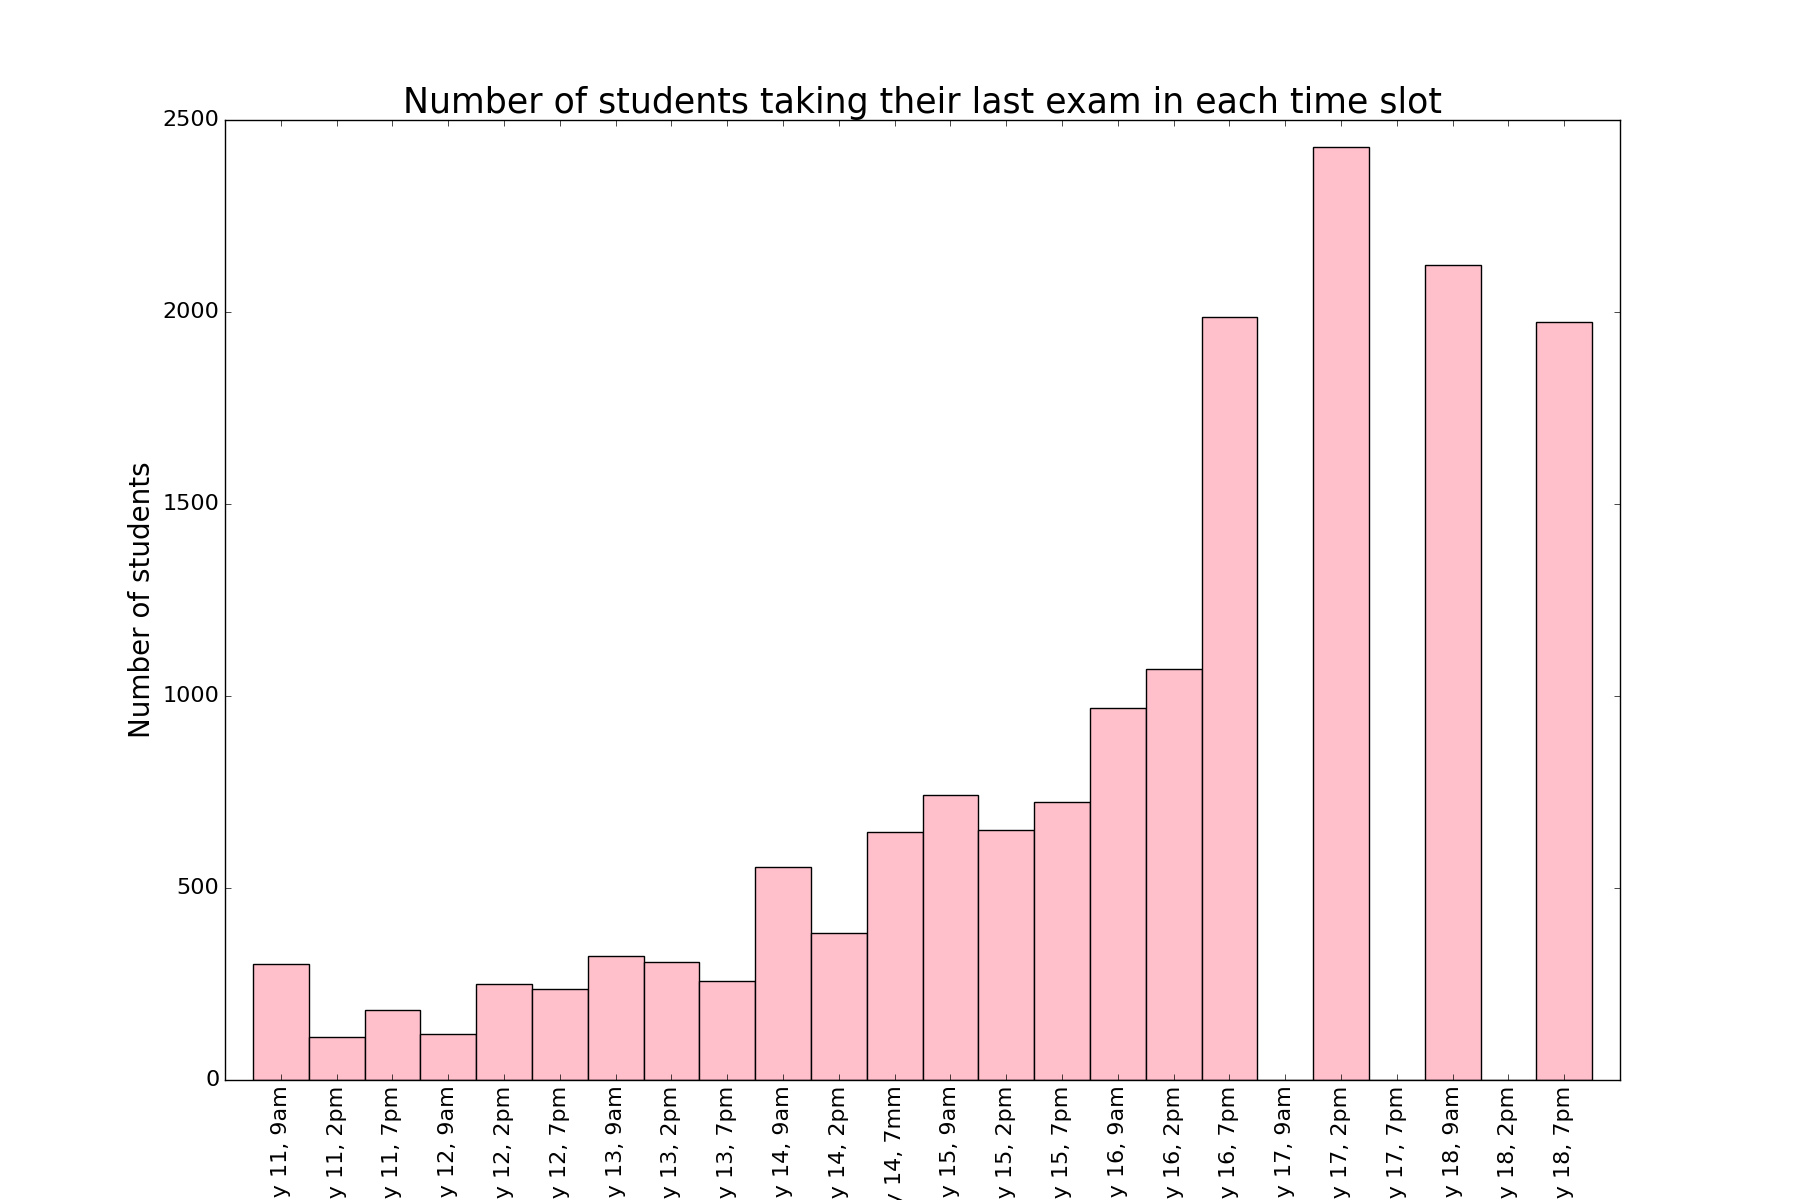 Number of students taking their last exam in each time slot
Number of students
2500
2000
1500
1000
500
0
y 11, 9am
y 11, 2pm
y 11, 7pm
y 12, 9am
y 12, 2pm
y 12, 7pm
y 13, 9am
y 13, 2pm
y 13, 7pm
y 14, 9am
y 14, 2pm
y 14, 7mm
y 15, 9am
y 15, 2pm
y 15, 7pm
y 16, 9am
y 16, 2pm
y 16, 7pm
y 17, 9am
y 17, 2pm
y 17, 7pm
y 18, 9am
y 18, 2pm
y 18, 7pm